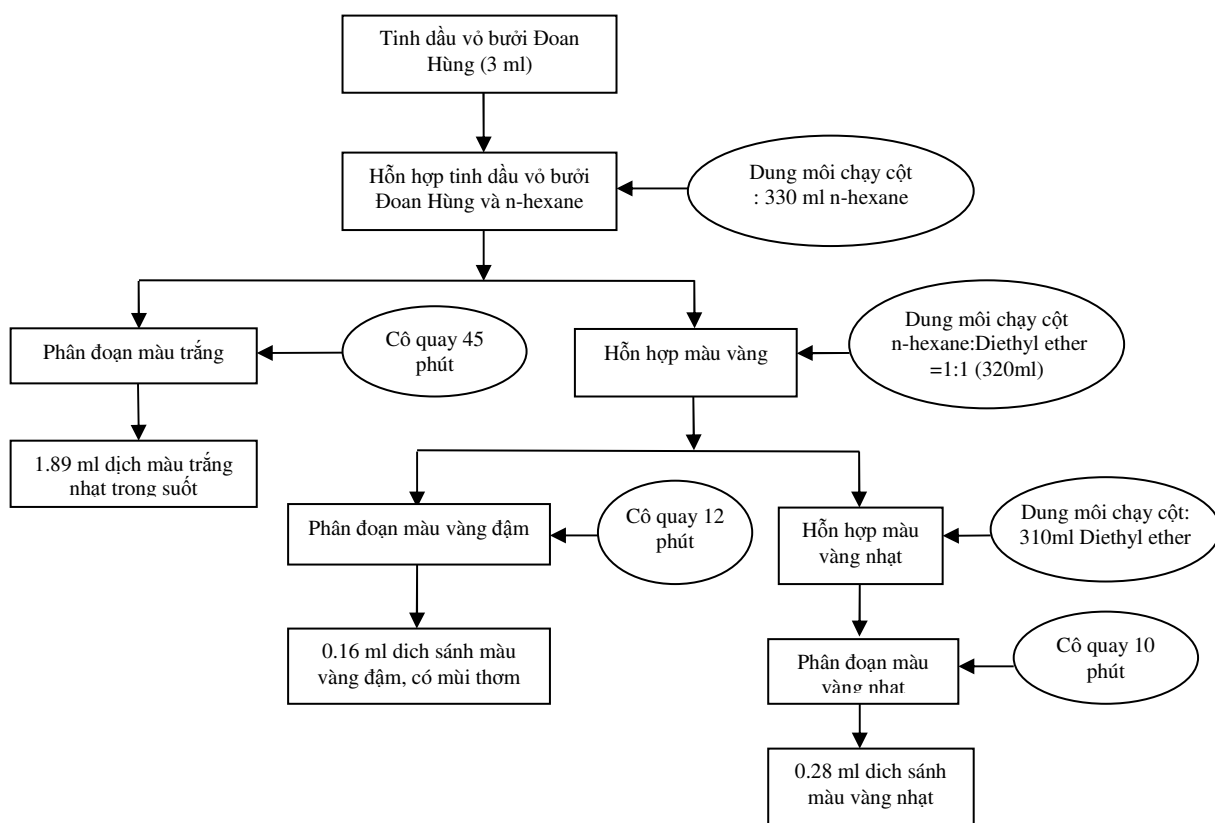 Tinh dầu vỏ bưởi Đoan
Hùng (3 ml)
Hỗn hợp tinh dầu vỏ bưởi
Đoan Hùng và n-hexane
Dung môi chạy cột
: 330 ml n-hexane
Phân đoạn màu trắng
Cô quay 45
phút
Hỗn hợp màu vàng
Dung môi chạy cột
n-hexane:Diethyl ether
=1:1 (320ml)
1.89 ml dịch màu trắng
nhạt trong suốt
Phân đoạn màu vàng đậm
Cô quay 12
phút
Hỗn hợp màu
vàng nhạt
Dung môi chạy cột:
310ml Diethyl ether
0.16 ml dich sánh màu
vàng đậm, có mùi thơm
Phân đoạn màu
vàng nhạt
Cô quay 10
phút
0.28 ml dich sánh
màu vàng nhạt